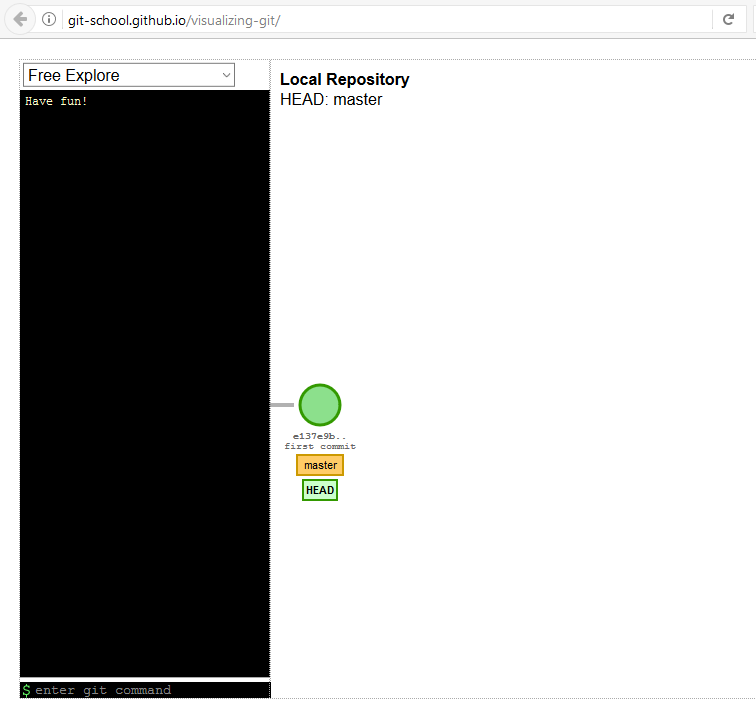 git-school.github.io/visualizing-git/
Free Explore
Have fun!
$ enter git command
Local Repository
HEAD: master
e137e9b..
first commit
master
HEAD